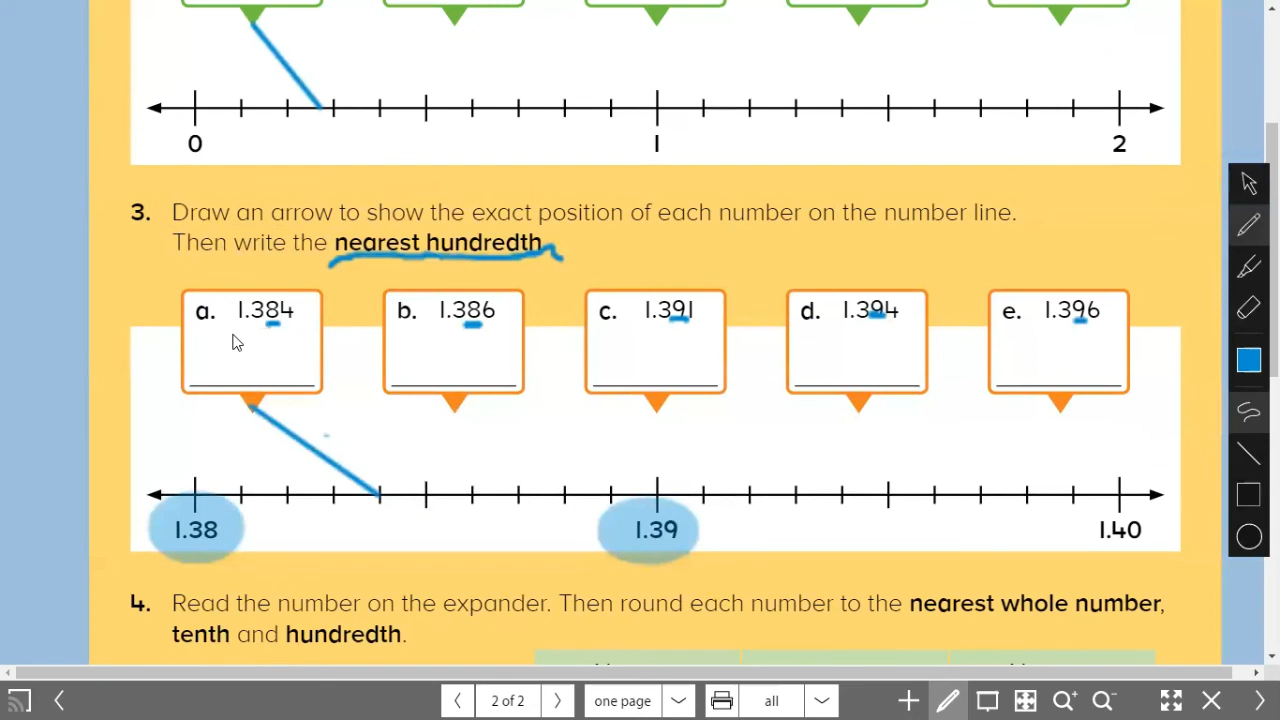 0 1 2
3. Draw an arrow to show the exact position of each number on the number line.
Then write the nearest hundredth.
a. 1.384 b. 1.386 c. 1.391 d. 1.394 e. 1.396
1.38 1.39 1.40
4. Read the number on the expander. Then round each number to the nearest whole number,
tenth and hundredth.
2 of 2 one page all